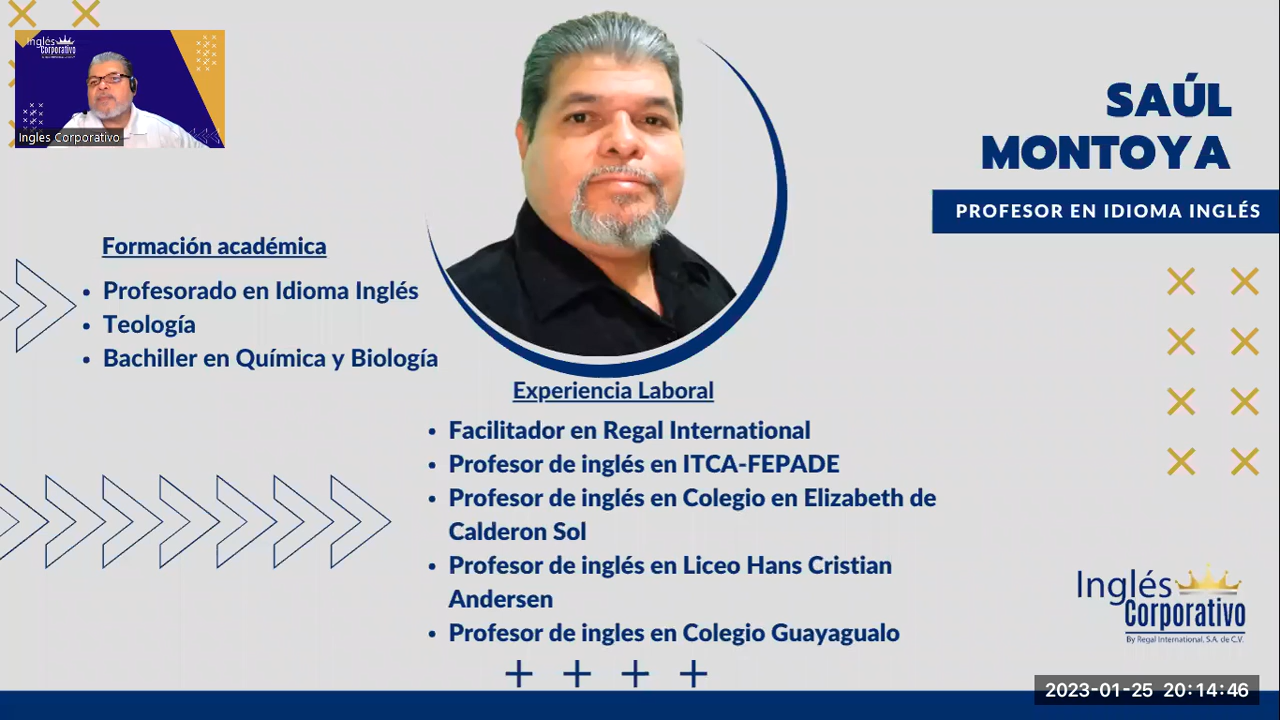 Inglés
Corporativo
Ingles Corporativo
SAÚL
MONTOYA
PROFESOR EN IDIOMA INGLÉS
Formación académica
• Profesorado en Idioma Inglés
• Teología
• Bachiller en Química y Biología
Experiencia Laboral
• Facilitador en Regal International
• Profesor de inglés en ITCA-FEPADE
• Profesor de inglés en Colegio en Elizabeth de
Calderon Sol
• Profesor de inglés en Liceo Hans Cristian
Andersen
• Profesor de ingles en Colegio Guayagualo
Inglés
Corporativo
By Regal International, S.A. de C.V.
2023-01-25 20:14:46